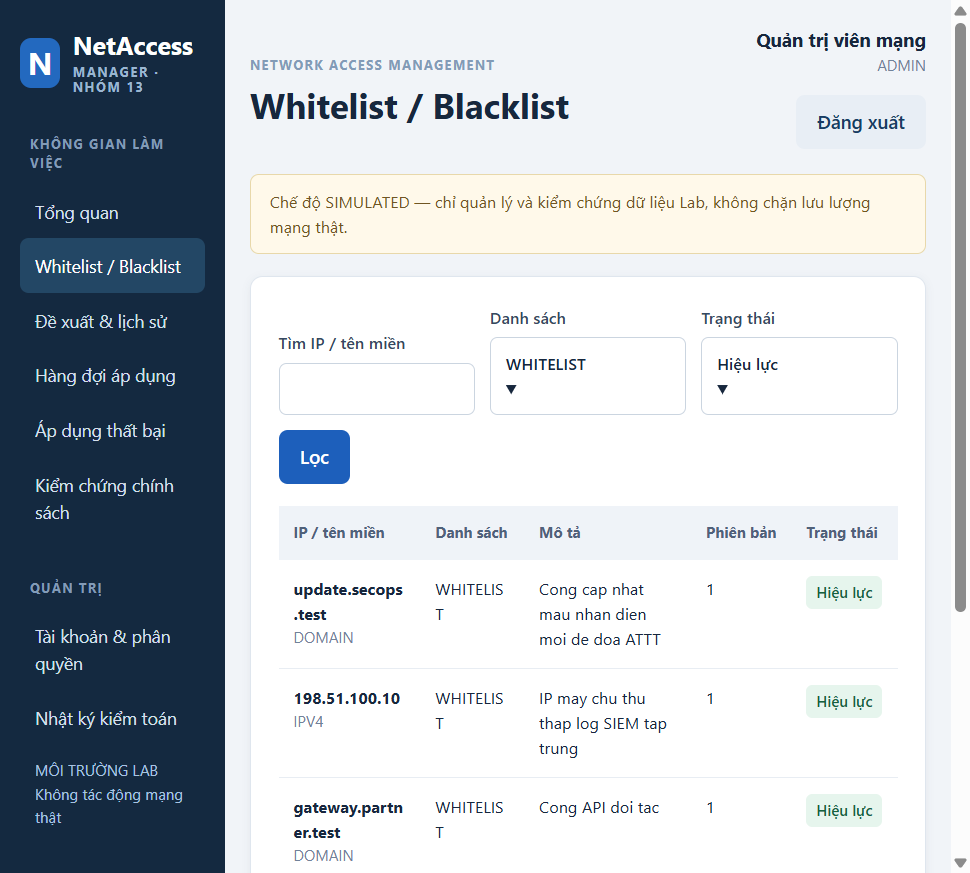 N
NetAccess
MANAGER ·
NHÓM 13
KHÔNG GIAN LÀM
VIỆC
Tổng quan
Whitelist / Blacklist
Đề xuất & lịch sử
Hàng đợi áp dụng
Áp dụng thất bại
Kiểm chứng chính
sách
QUẢN TRỊ
Tài khoản & phân
quyền
Nhật ký kiểm toán
MÔI TRƯỜNG LAB
Không tác động mạng
thật
NETWORK ACCESS MANAGEMENT
Whitelist / Blacklist
Quản trị viên mạng
ADMIN
Đăng xuất
Chế độ SIMULATED — chỉ quản lý và kiểm chứng dữ liệu Lab, không chặn lưu lượng
mạng thật.
Tìm IP / tên miền
Danh sách
WHITELIST
▼
Trạng thái
Hiệu lực
▼
Lọc
IP / tên miền Danh sách Mô tả Phiên bản Trạng thái
update.secops WHITELIS Cong cap nhat 1 Hiệu lực
.test T mau nhan dien
DOMAIN moi de doa ATTT
198.51.100.10 WHITELIS IP may chu thu 1 Hiệu lực
IPV4 T thap log SIEM tap
trung
gateway.partn WHITELIS Cong API doi tac 1 Hiệu lực
er.test T
DOMAIN